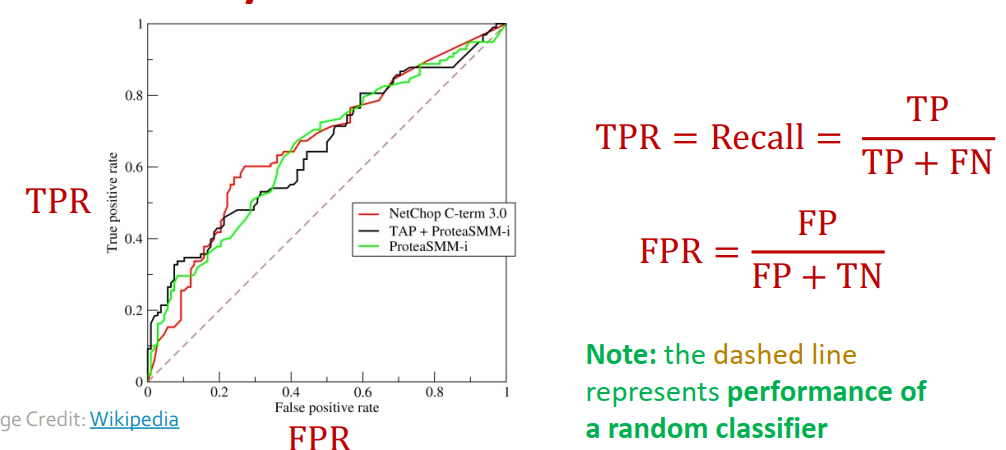 TPR
True positive rate
1
0.8
0.6
0.4
0.2
0
0.2
0.4
0.6
0.8
1
False positive rate
FPR
NetChop C-term 3.0
TAP + ProteaSMM-i
ProteaSMM-i
ge Credit: Wikipedia
TPR = Recall = TP / TP + FN
FPR = FP / FP + TN
Note: the dashed line
represents performance of
a random classifier